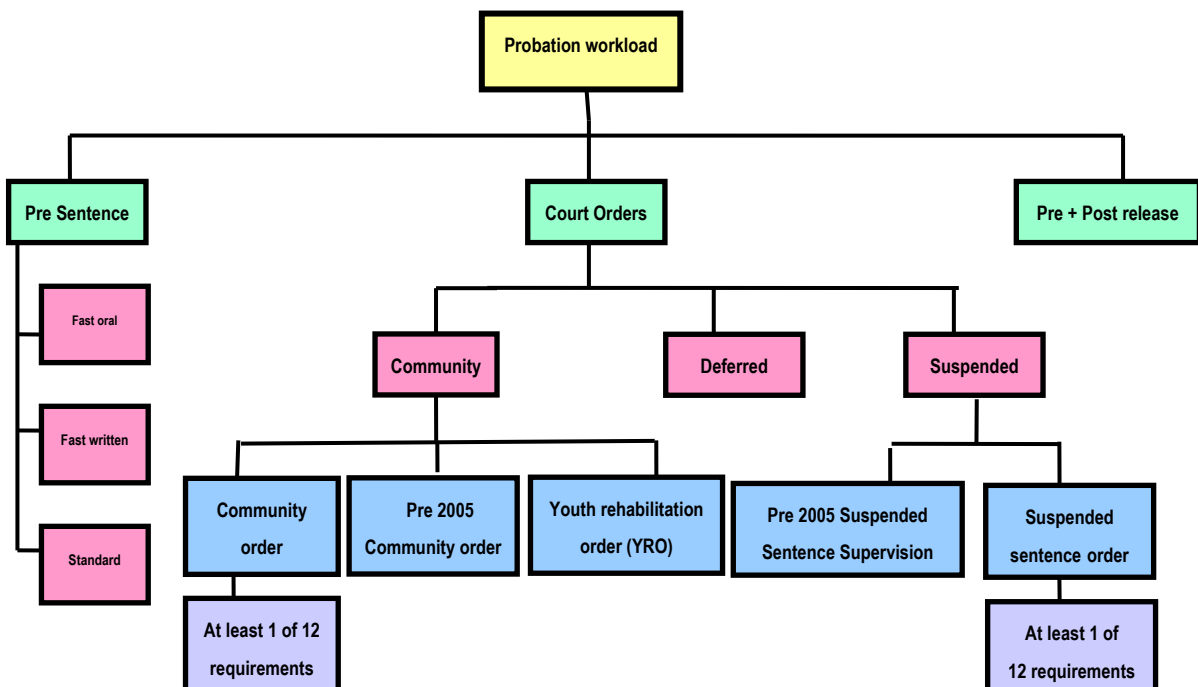 Probation workload
Pre Sentence
Court Orders
Pre + Post release
Fast oral
Fast written
Standard
Community
Deferred
Suspended
Community
order
Pre 2005
Community order
Youth rehabilitation
order (YRO)
Pre 2005 Suspended
Sentence Supervision
Suspended
sentence order
At least 1 of 12
requirements
At least 1 of
12 requirements